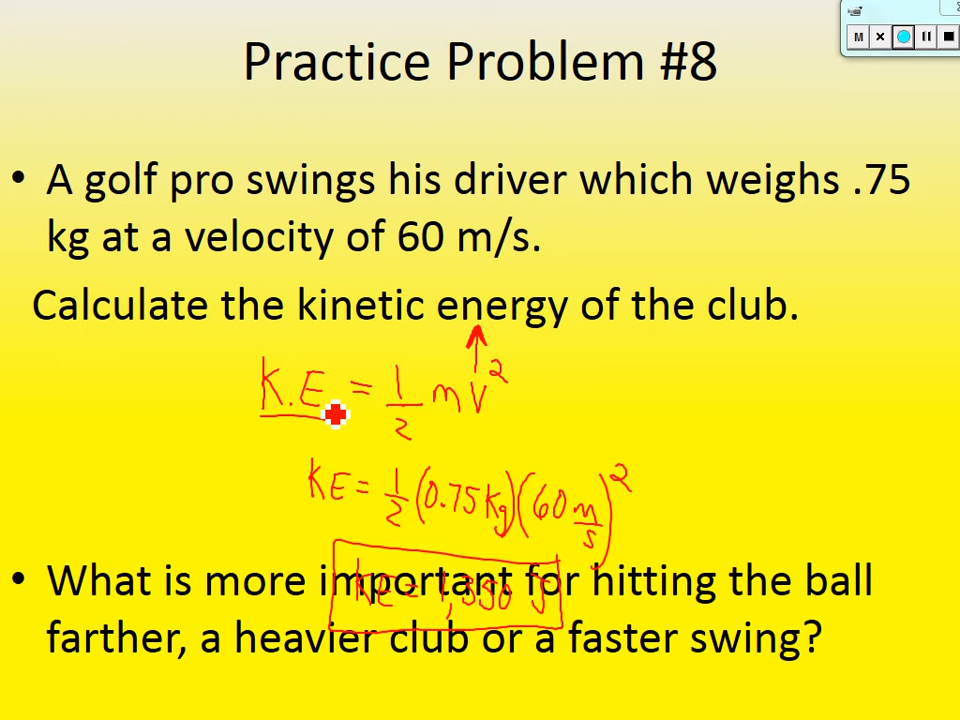 M
Practice Problem #8
• A golf pro swings his driver which weighs .75
kg at a velocity of 60 m/s.
Calculate the kinetic energy of the club.
K.E = 1/2 mv²
KE = 1/2 (0.75 kg)(60 m/s)²
KE = 1,350 J
• What is more important for hitting the ball
farther, a heavier club or a faster swing?